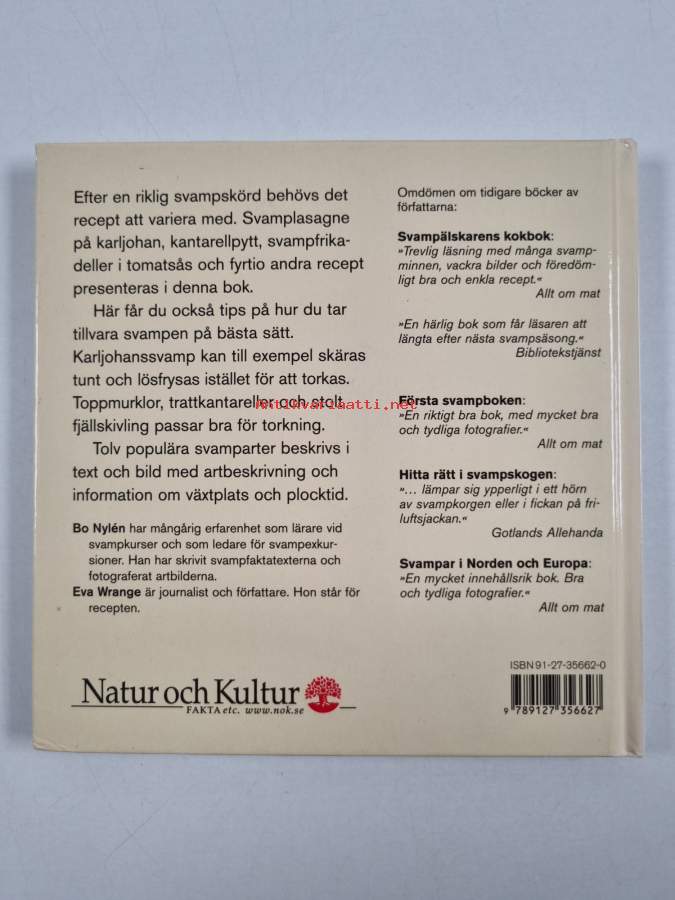 Efter en riklig svampskörd behövs det
recept att variera med. Svamplasagne
på karljohan, kantarellpytt, svampfrika-
deller i tomatsås och fyrtio andra recept
presenteras i denna bok.
Här får du också tips på hur du tar
tillvara svampen på bästa sätt.
Karljohanssvamp kan till exempel skäras
tunt och lösfrysas istället för att torkas.
Toppmurklor, trattkantareller och stolt
fjällskivling passar bra för torkning.
Tolv populära svamparter beskrivs i
text och bild med artbeskrivning och
information om växtplats och plocktid.
Bo Nylén har mångårig erfarenhet som lärare vid
svampkurser och som ledare för svampexkur-
sioner. Han har skrivit svampfaktatexterna och
fotograferat artbilderna.
Eva Wrange är journalist och författare. Hon står för
recepten.
Natur och Kultur
FAKTA etc. www.nok.se
Omdömen om tidigare böcker av
författarna:
Svampälskarens kokbok:
»Trevlig läsning med många svamp-
minnen, vackra bilder och föredöm-
ligt bra och enkla recept.«
Allt om mat
»En härlig bok som får läsaren att
längta efter nästa svampsäsong.«
Bibliotekstjänst
Första svampboken:
»En riktigt bra bok, med mycket bra
och tydliga fotografier.«
Allt om mat
Hitta rätt i svampskogen:
»... lämpar sig ypperligt i ett hörn
av svampkorgen eller i fickan på fri-
luftsjackan.«
Gotlands Allehanda
Svampar i Norden och Europa:
»En mycket innehållsrik bok. Bra
och tydliga fotografier.«
Allt om mat
ISBN 91-27-35662-0
9 789127 356627
antikvariaatti.net